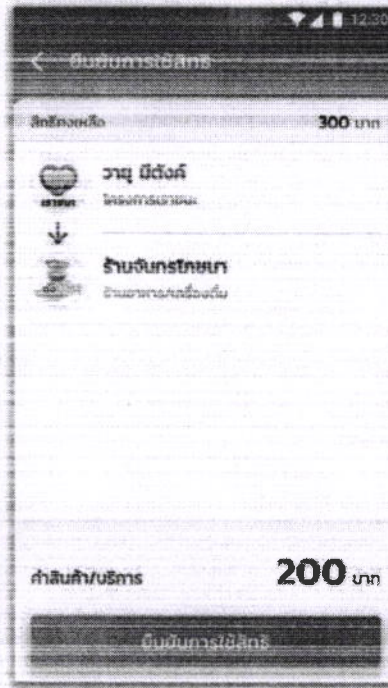 12:30
ยืนยันการใช้สิทธิ
สิทธิคงเหลือ 300 บาท
วายุ มีตังค์
โครงการเราชนะ
เราชนะ
ร้านจันทรโภชนา
ร้านอาหาร/เครื่องดื่ม
ค่าสินค้า/บริการ 200 บาท
ยืนยันการใช้สิทธิ